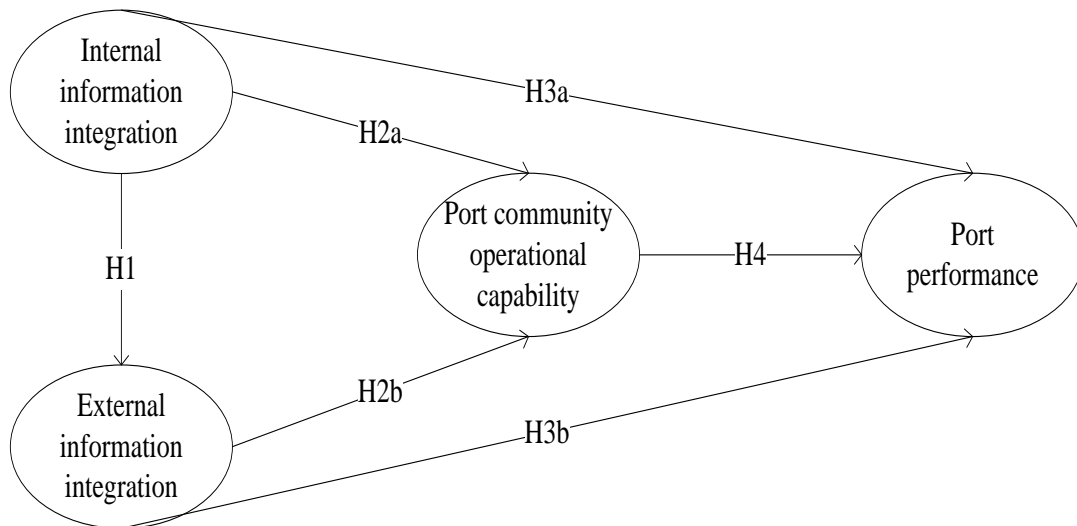 Internal
information
integration
H3a
H2a
H1
Port community
operational
capability
H4
Port
performance
External
information
integration
H2b
H3b